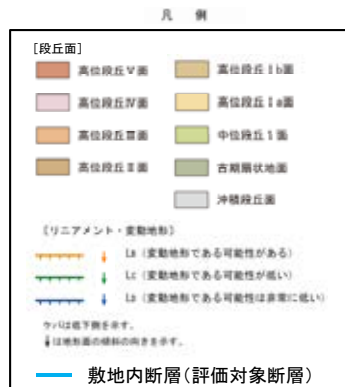 凡 例
[段丘面]
高位段丘Ⅴ面 高位段丘Ⅰb面
高位段丘Ⅳ面 高位段丘Ⅰa面
高位段丘Ⅲ面 中位段丘1面
高位段丘Ⅱ面 古期扇状地面
沖積段丘面
[リニアメント・変動地形]
LB (変動地形である可能性がある)
LC (変動地形である可能性が低い)
LD (変動地形である可能性は非常に低い)
ケバは低下側を示す。
↓は地形面の傾斜の向きを示す。
敷地内断層(評価対象断層)